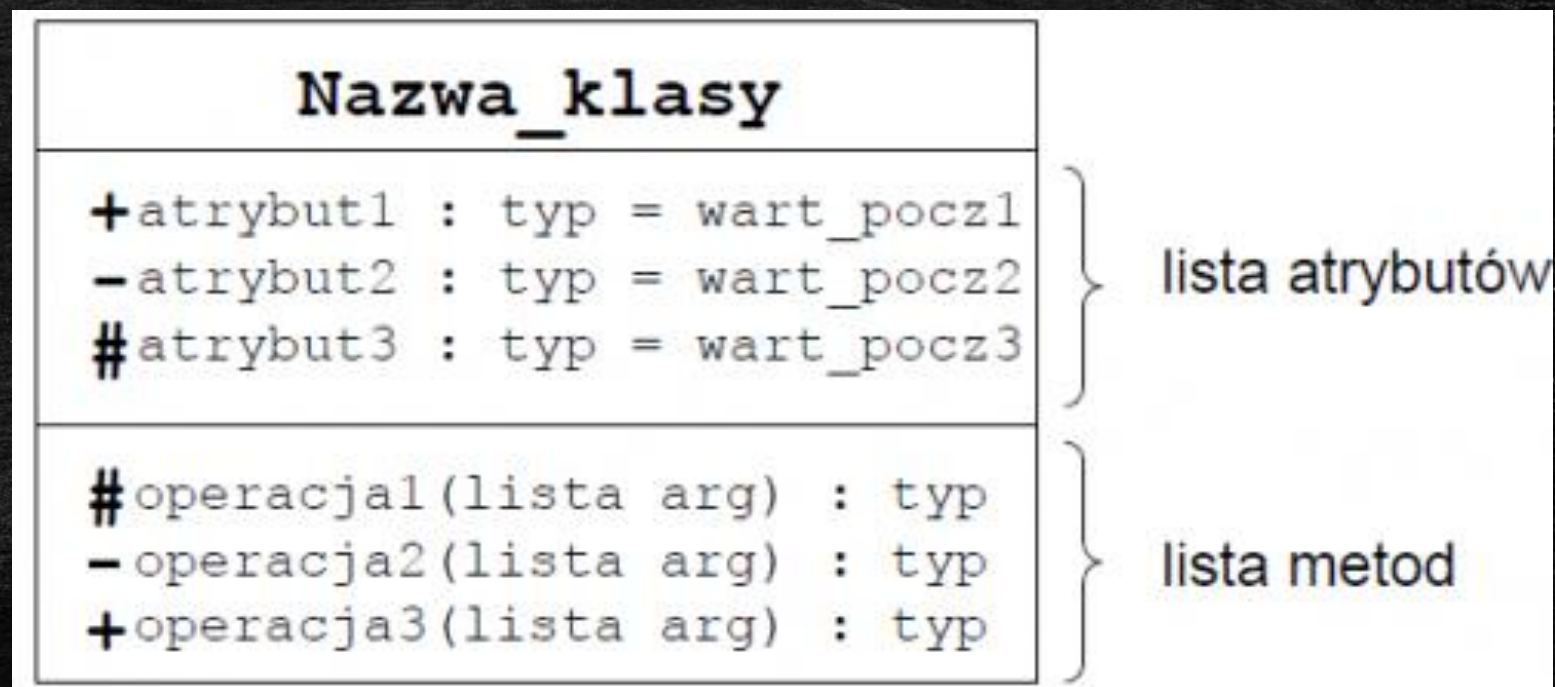 Nazwa_klasy
+atrybut1 : typ = wart_pocz1
-atrybut2 : typ = wart_pocz2
#atrybut3 : typ = wart_pocz3
lista atrybutów
#operacja1(lista arg) : typ
-operacja2(lista arg) : typ
+operacja3(lista arg) : typ
lista metod